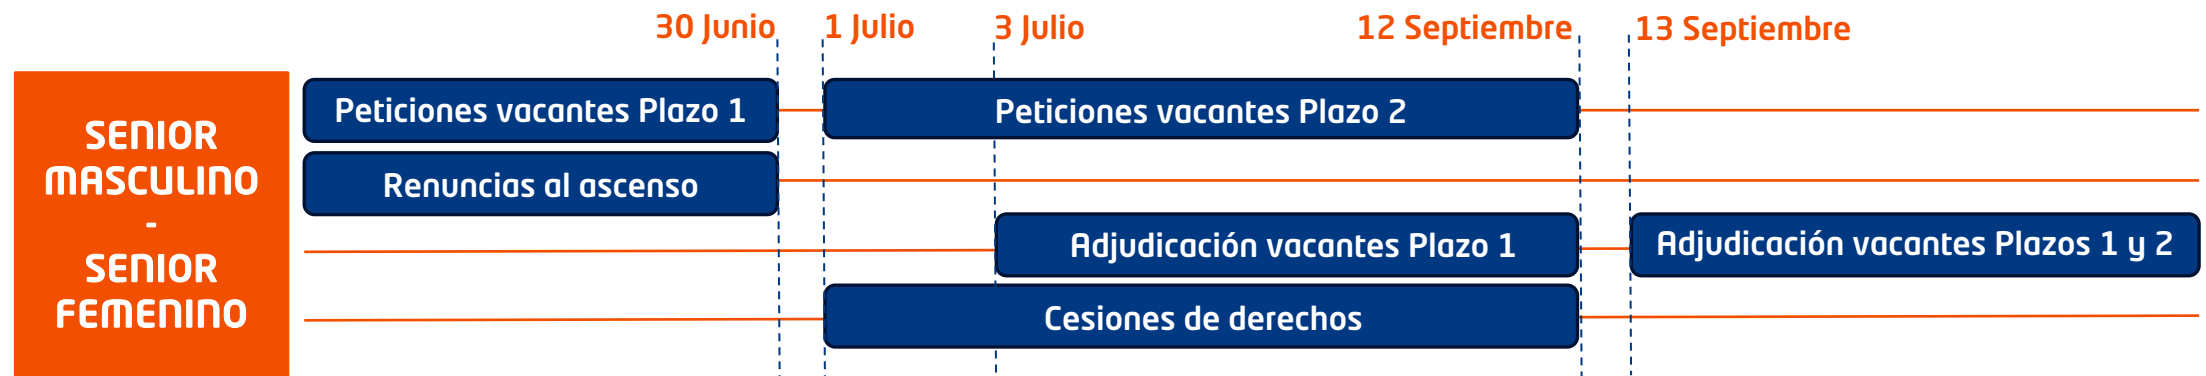 30 Junio
1 Julio
3 Julio
12 Septiembre
13 Septiembre
SENIOR
MASCULINO
-
SENIOR
FEMENINO
Peticiones vacantes Plazo 1
Peticiones vacantes Plazo 2
Renuncias al ascenso
Adjudicación vacantes Plazo 1
Adjudicación vacantes Plazos 1 y 2
Cesiones de derechos